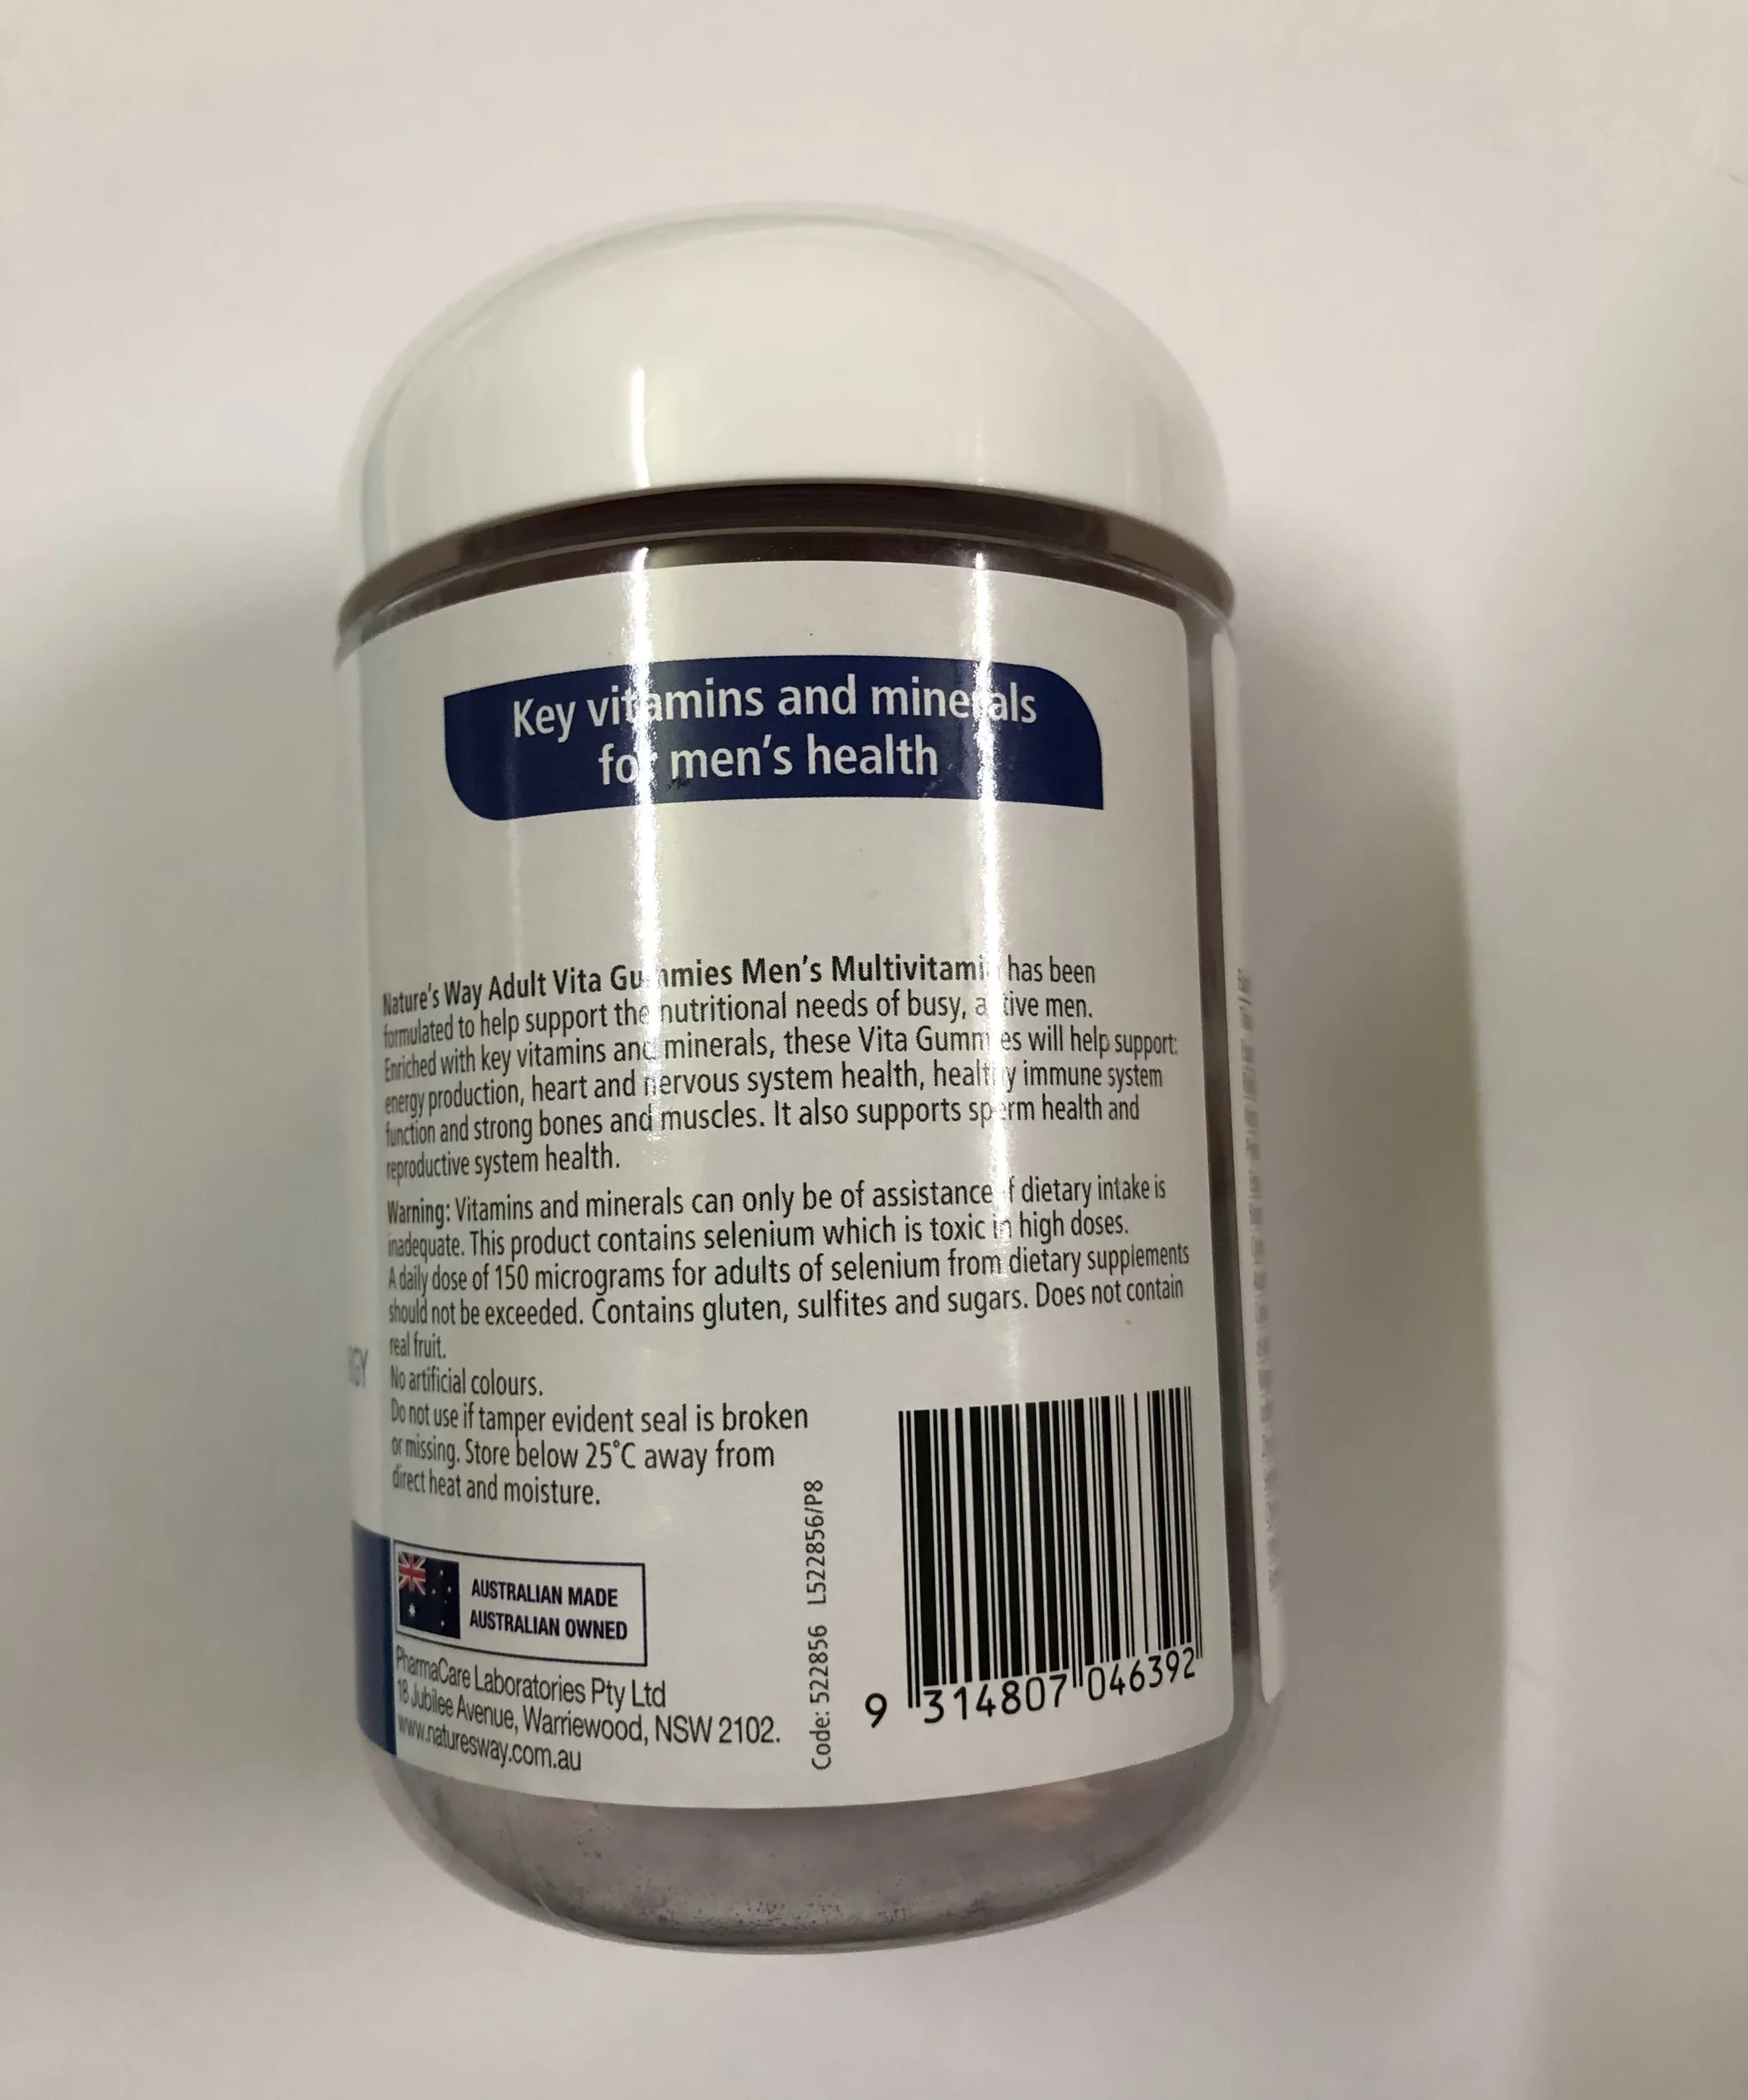 Key vitamins and minerals
for men's health
Nature's Way Adult Vita Gummies Men's Multivitamin has been
formulated to help support the nutritional needs of busy, active men.
Enriched with key vitamins and minerals, these Vita Gummies will help support:
energy production, heart and nervous system health, healthy immune system
function and strong bones and muscles. It also supports sperm health and
reproductive system health.
Warning: Vitamins and minerals can only be of assistance if dietary intake is
inadequate. This product contains selenium which is toxic in high doses.
A daily dose of 150 micrograms for adults of selenium from dietary supplements
should not be exceeded. Contains gluten, sulfites and sugars. Does not contain
real fruit.
No artificial colours.
Do not use if tamper evident seal is broken
or missing. Store below 25°C away from
direct heat and moisture.
AUSTRALIAN MADE
AUSTRALIAN OWNED
PharmaCare Laboratories Pty Ltd
18 Jubilee Avenue, Warriewood, NSW 2102.
www.naturesway.com.au
Code: 522856 L522856/P8
9 314807 046392